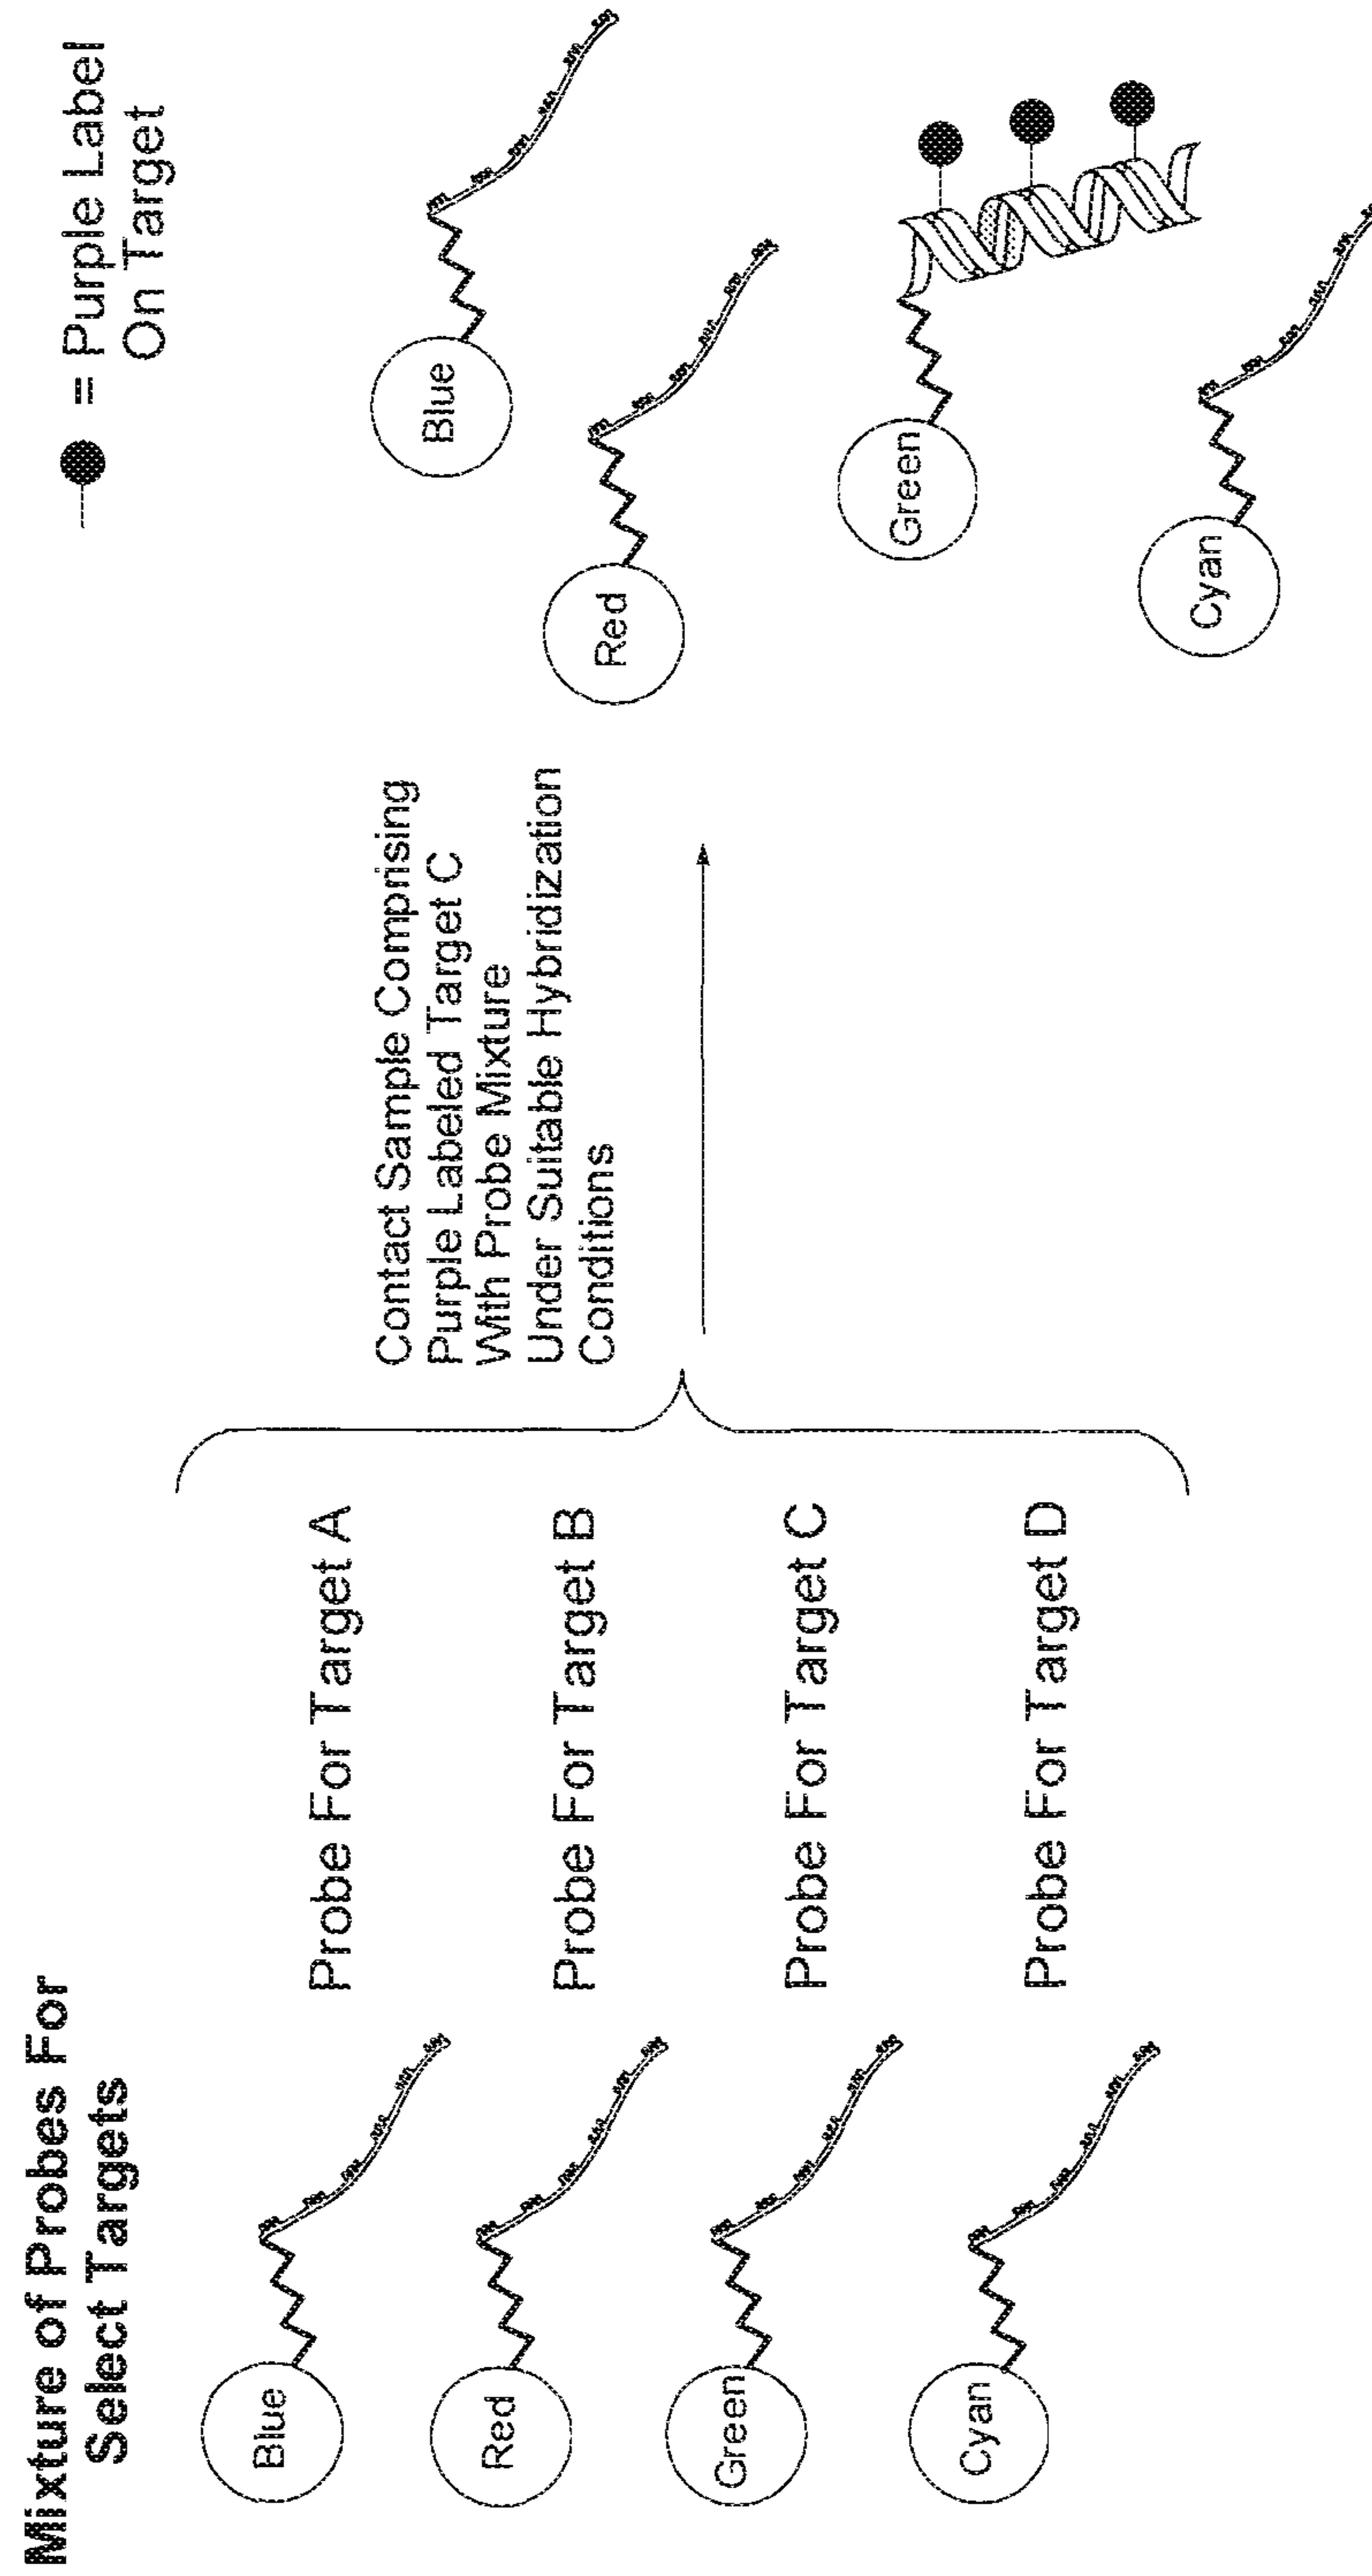 Mixture of Probes For
Select Targets
Blue
Probe For Target A
Red
Probe For Target B
Green
Probe For Target C
Cyan
Probe For Target D
Contact Sample Comprising
Purple Labeled Target C
With Probe Mixture
Under Suitable Hybridization
Conditions
= Purple Label
On Target
Blue
Red
Green
Cyan